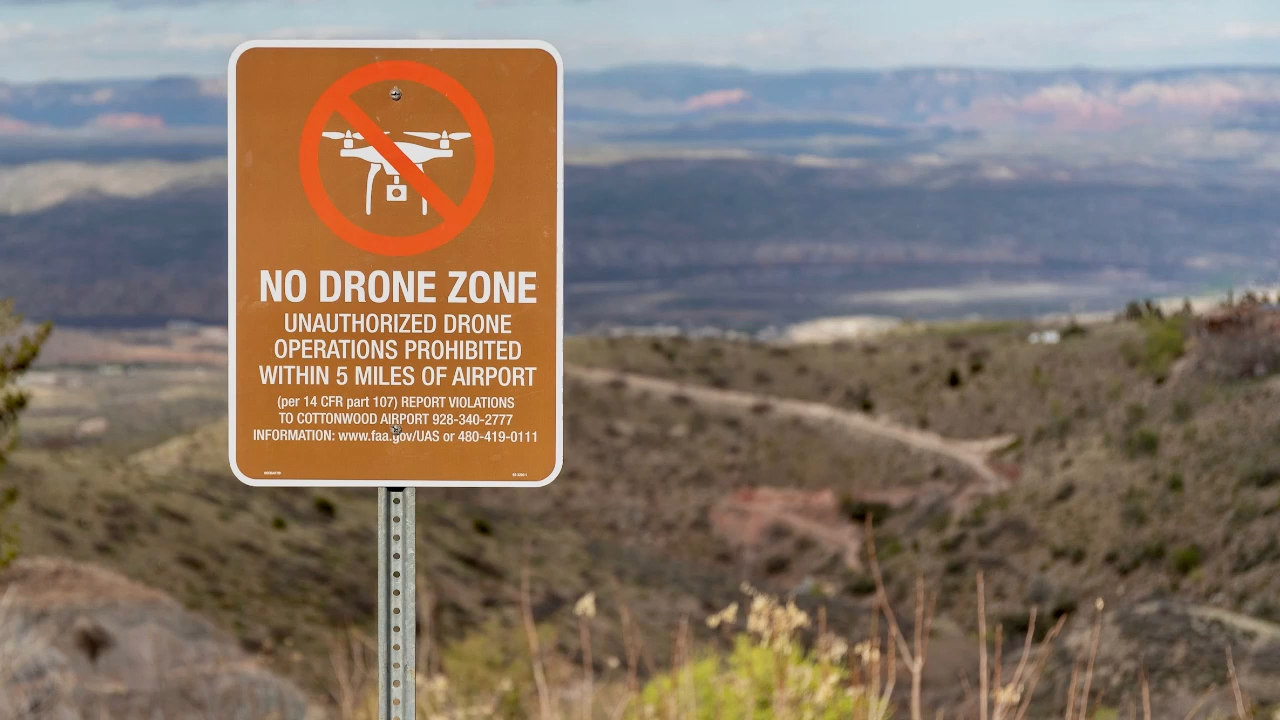 NO DRONE ZONE
UNAUTHORIZED DRONE
OPERATIONS PROHIBITED
WITHIN 5 MILES OF AIRPORT
(per 14 CFR part 107) REPORT VIOLATIONS
TO COTTONWOOD AIRPORT 928-340-2777
INFORMATION: www.faa.gov/UAS or 480-419-0111